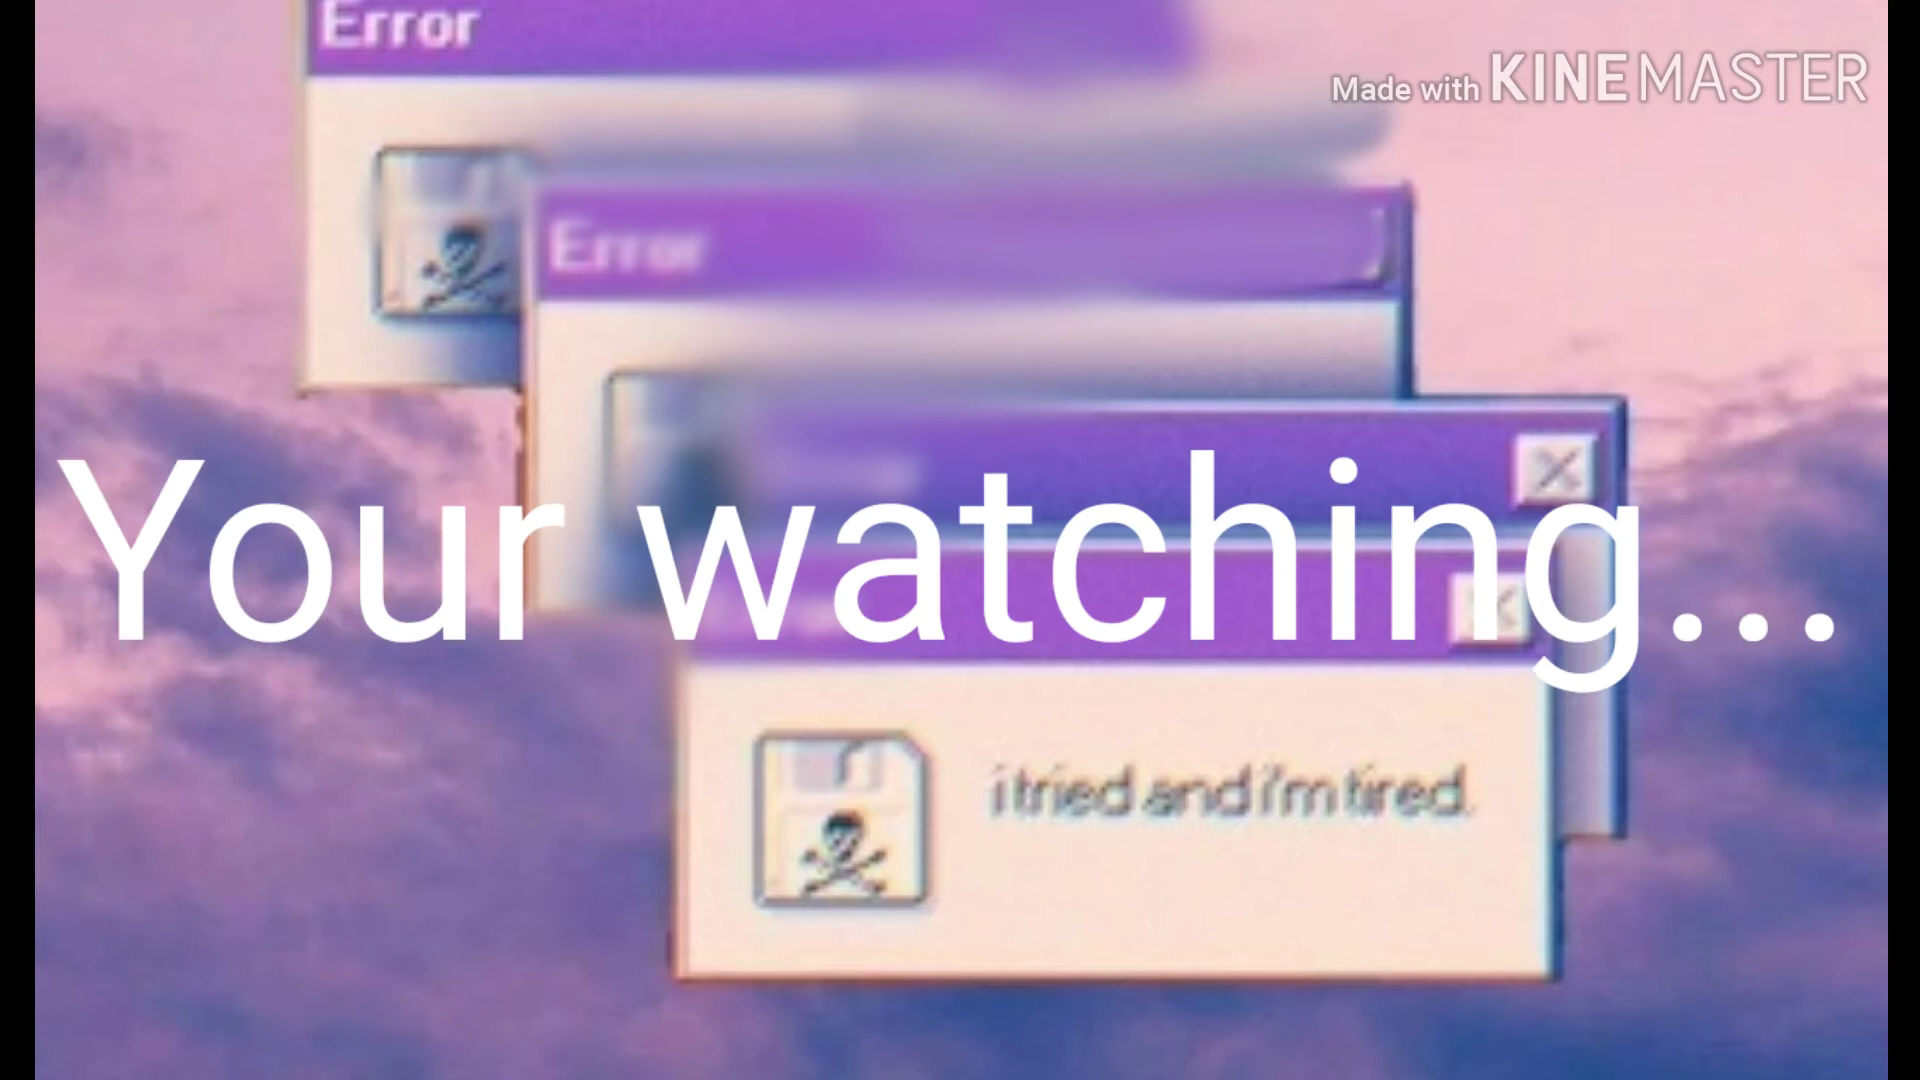 Error
Made with KINEMASTER
Error
Your watching...
i tried and i'm tired.